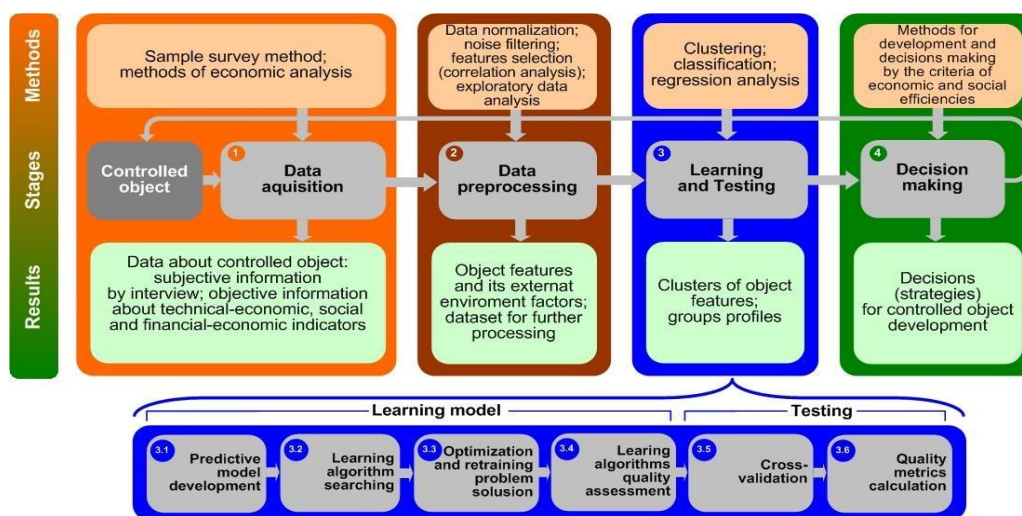 Methods
Sample survey method;
methods of economic analysis
Data normalization;
noise filtering;
features selection
(correlation analysis);
exploratory data
analysis
Clustering;
classification;
regression analysis
Methods for
development and
decisions making
by the criteria of
economic and social
efficiencies
Stages
Controlled
object
1
Data
aquisition
2
Data
preprocessing
3
Learning
and Testing
4
Decision
making
Results
Data about controlled object:
subjective information
by interview; objective information
about technical-economic, social
and financial-economic indicators
Object features
and its externat
enviroment factors;
dataset for further
processing
Clusters of object
features;
groups profiles
Decisions
(strategies)
for controlled object
development
Learning model
Testing
3.1
Predictive
model
development
3.2
Learning
algorithm
searching
3.3
Optimization
and retraining
problem
solusion
3.4
Learing
algorithms
quality
assessment
3.5
Cross-
validation
3.6
Quality
metrics
calculation